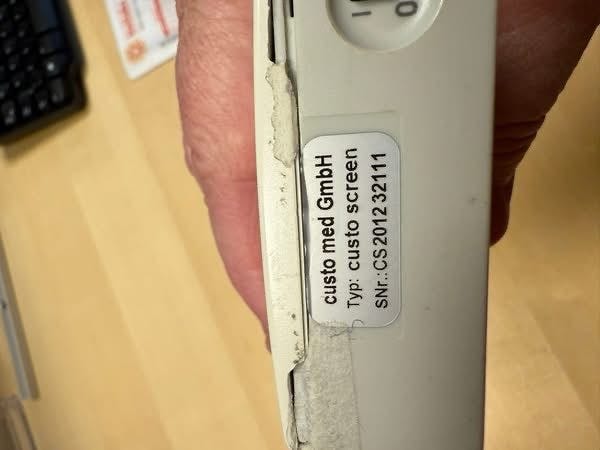 custo med GmbH
Typ: custo screen
SNr.:CS2012 32111
I O